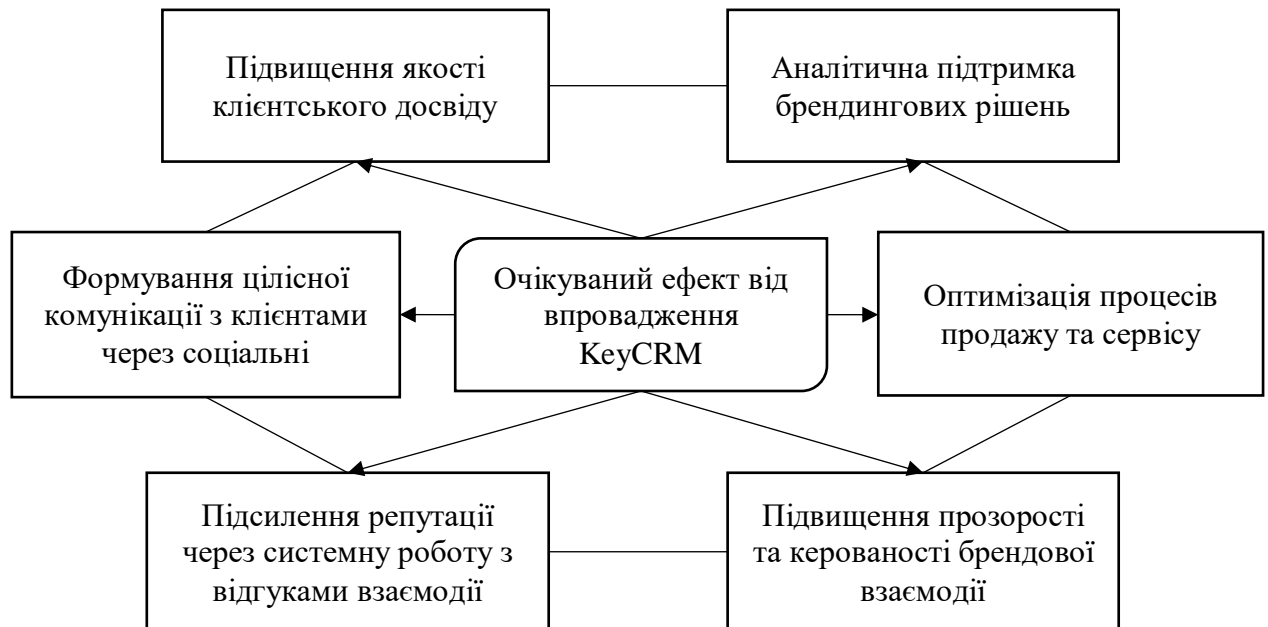 Підвищення якості
клієнтського досвіду
Аналітична підтримка
брендингових рішень
Формування цілісної
комунікації з клієнтами
через соціальні
Очікуваний ефект від
впровадження
KeyCRM
Оптимізація процесів
продажу та сервісу
Підсилення репутації
через системну роботу з
відгуками взаємодії
Підвищення прозорості
та керованості брендової
взаємодії